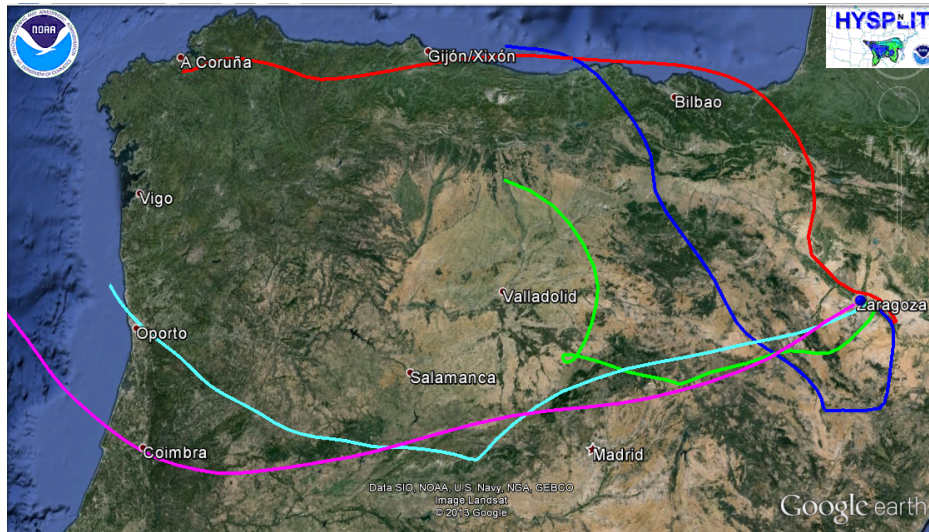 NOAA
HYSPLIT
N
A Coruña
Gijón/Xixón
Bilbao
Vigo
Valladolid
Zaragoza
Oporto
Salamanca
Coimbra
Madrid
Data SIO, NOAA, U.S. Navy, NGA, GEBCO
Image Landsat
© 2013 Google
Google earth